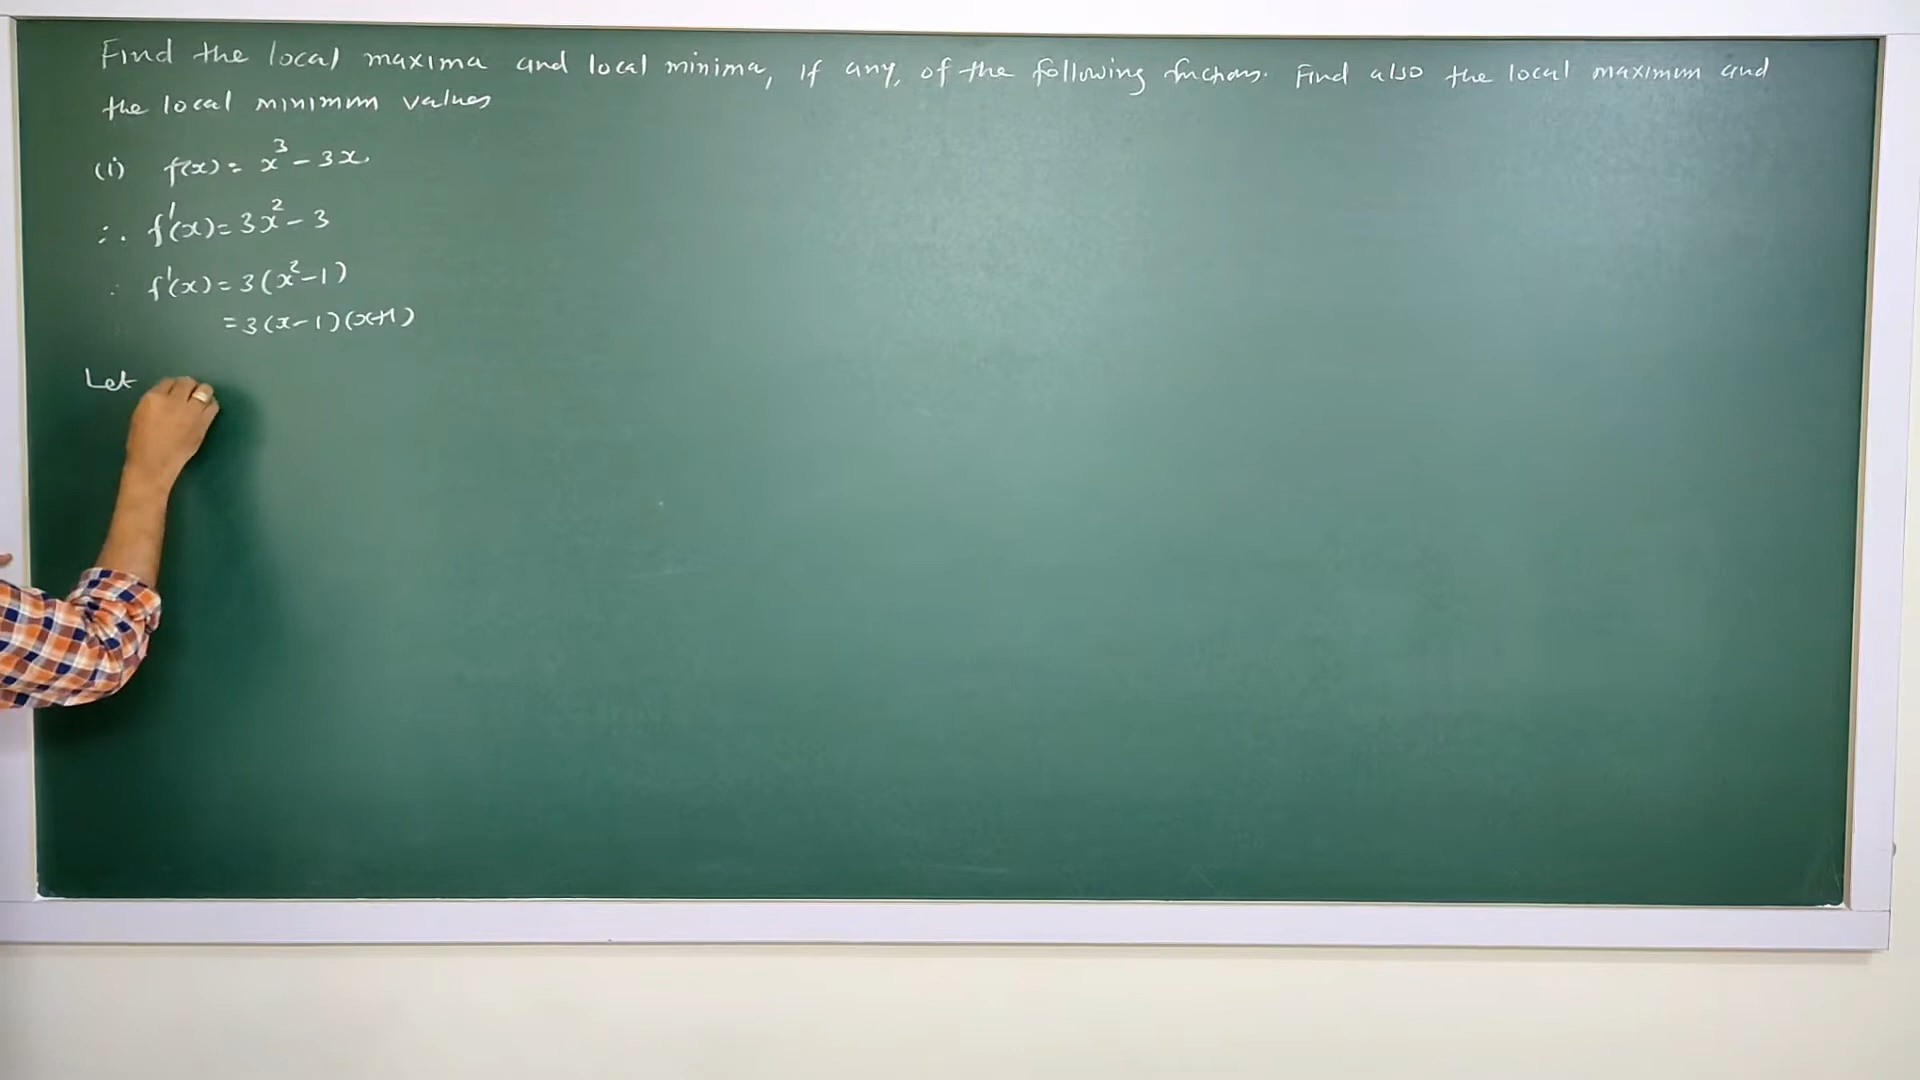 Find the local maxima and local minima, if any, of the following functions. Find also the local maximum and
the local minimum values
(i) f(x) = x³ - 3x.
∴ f'(x) = 3x² - 3
∴ f'(x) = 3(x² - 1)
= 3(x - 1)(x + 1)
Let